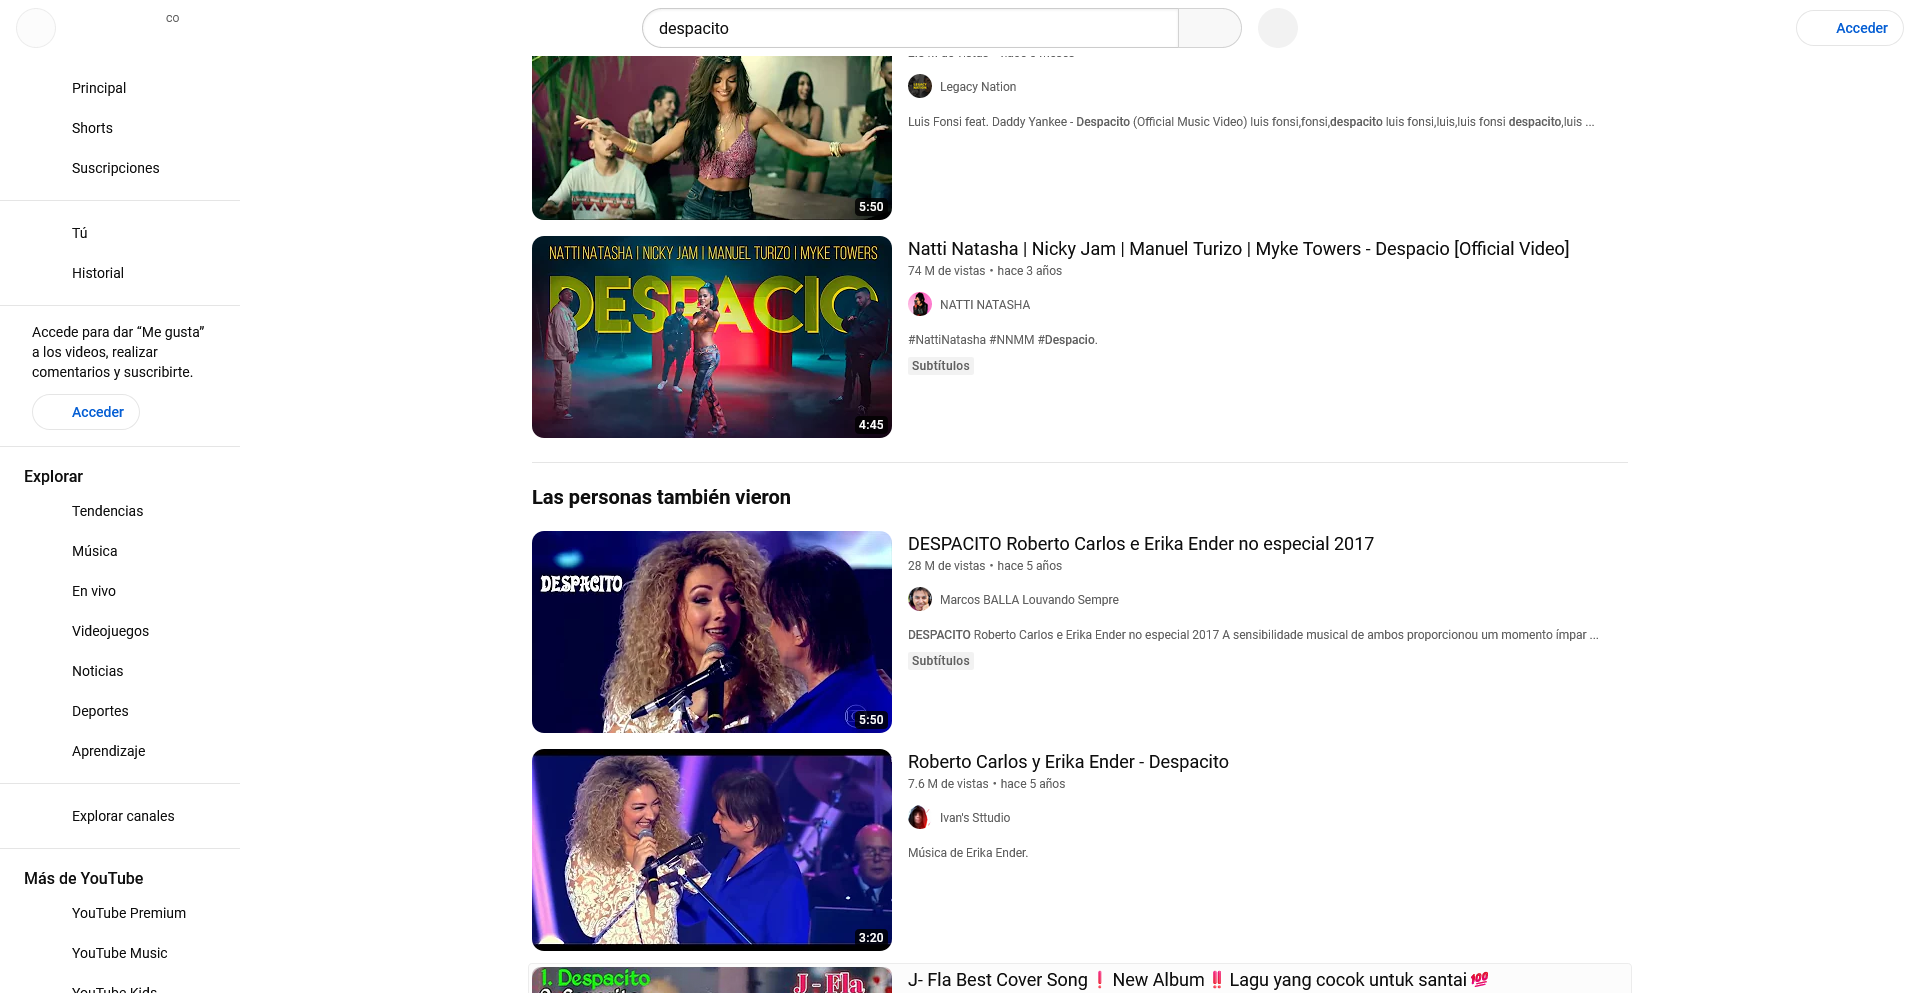 CO
despacito
Acceder
Principal
Shorts
Suscripciones
Tú
Historial
Accede para dar “Me gusta”
a los videos, realizar
comentarios y suscribirte.
Acceder
Explorar
Tendencias
Música
En vivo
Videojuegos
Noticias
Deportes
Aprendizaje
Explorar canales
Más de YouTube
YouTube Premium
YouTube Music
YouTube Kids
5:50
Legacy Nation
Luis Fonsi feat. Daddy Yankee - Despacito (Official Music Video) luis fonsi,fonsi,despacito luis fonsi,luis,luis fonsi despacito,luis ...
NATTI NATASHA | NICKY JAM | MANUEL TURIZO | MYKE TOWERS
DESPACIO
4:45
Natti Natasha | Nicky Jam | Manuel Turizo | Myke Towers - Despacio [Official Video]
74 M de vistas • hace 3 años
NATTI NATASHA
#NattiNatasha #NNMM #Despacio.
Subtítulos
Las personas también vieron
DESPACITO
5:50
DESPACITO Roberto Carlos e Erika Ender no especial 2017
28 M de vistas • hace 5 años
Marcos BALLA Louvando Sempre
DESPACITO Roberto Carlos e Erika Ender no especial 2017 A sensibilidade musical de ambos proporcionou um momento ímpar ...
Subtítulos
3:20
Roberto Carlos y Erika Ender - Despacito
7.6 M de vistas • hace 5 años
Ivan's Sttudio
Música de Erika Ender.
1. Despacito
J - Fla
J- Fla Best Cover Song❗ New Album ‼️ Lagu yang cocok untuk santai 💯